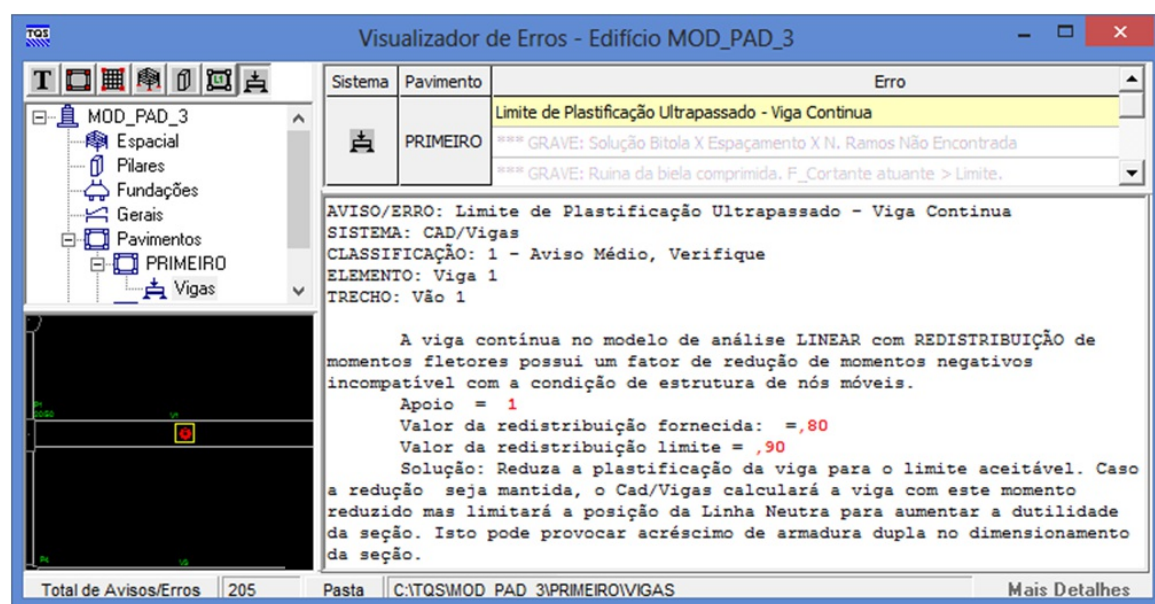 TQS
Visualizador de Erros - Edifício MOD_PAD_3
T
MOD_PAD_3
Espacial
Pilares
Fundações
Gerais
Pavimentos
PRIMEIRO
Vigas
Sistema Pavimento Erro
PRIMEIRO
Limite de Plastificação Ultrapassado - Viga Continua
*** GRAVE: Solução Bitola X Espaçamento X N. Ramos Não Encontrada
*** GRAVE: Ruina da biela comprimida. F_Cortante atuante > Limite.
AVISO/ERRO: Limite de Plastificação Ultrapassado - Viga Continua
SISTEMA: CAD/Vigas
CLASSIFICAÇÃO: 1 - Aviso Médio, Verifique
ELEMENTO: Viga 1
TRECHO: Vão 1
A viga contínua no modelo de análise LINEAR com REDISTRIBUIÇÃO de
momentos fletores possui um fator de redução de momentos negativos
incompatível com a condição de estrutura de nós móveis.
Apoio = 1
Valor da redistribuição fornecida: =,80
Valor da redistribuição limite = ,90
Solução: Reduza a plastificação da viga para o limite aceitável. Caso
a redução seja mantida, o Cad/Vigas calculará a viga com este momento
reduzido mas limitará a posição da Linha Neutra para aumentar a dutilidade
da seção. Isto pode provocar acréscimo de armadura dupla no dimensionamento
da seção.
Total de Avisos/Erros 205 Pasta C:\TQS\MOD_PAD_3\PRIMEIRO\VIGAS Mais Detalhes